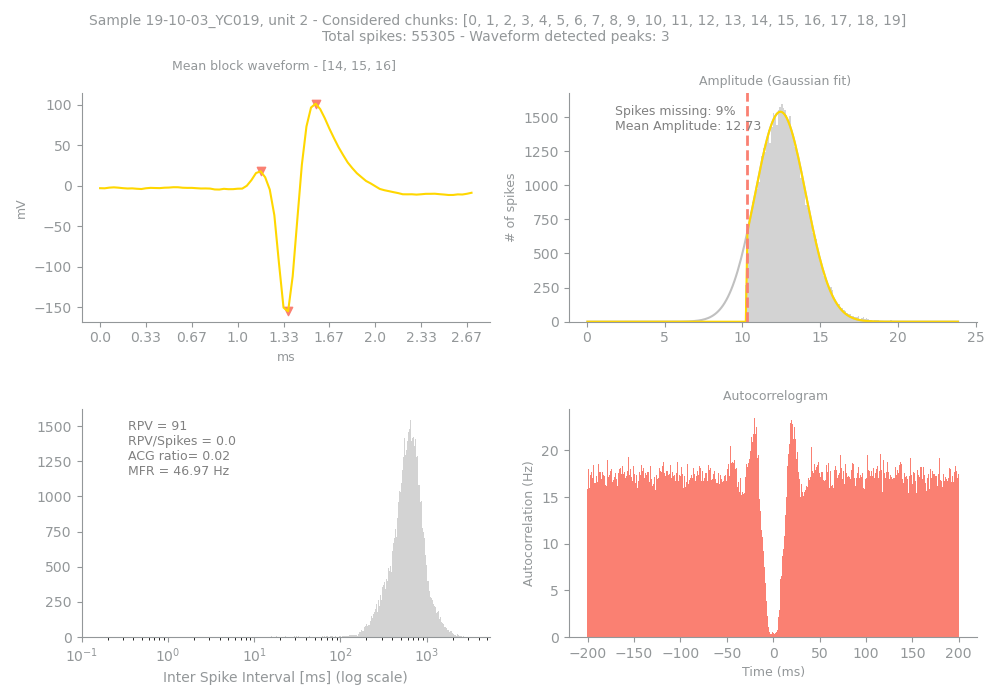 Sample 19-10-03_YC019, unit 2 - Considered chunks: [0, 1, 2, 3, 4, 5, 6, 7, 8, 9, 10, 11, 12, 13, 14, 15, 16, 17, 18, 19]
Total spikes: 55305 - Waveform detected peaks: 3
Mean block waveform - [14, 15, 16]
100
50
0
−50
−100
−150
mV
0.0 0.33 0.67 1.0 1.33 1.67 2.0 2.33 2.67
ms
Amplitude (Gaussian fit)
Spikes missing: 9%
Mean Amplitude: 12.73
1500
1250
1000
750
500
250
0
# of spikes
0 5 10 15 20 25
RPV = 91
RPV/Spikes = 0.0
ACG ratio= 0.02
MFR = 46.97 Hz
1500
1250
1000
750
500
250
0
10⁻¹ 10⁰ 10¹ 10² 10³
Inter Spike Interval [ms] (log scale)
Autocorrelogram
20
15
10
5
0
Autocorrelation (Hz)
−200 −150 −100 −50 0 50 100 150 200
Time (ms)